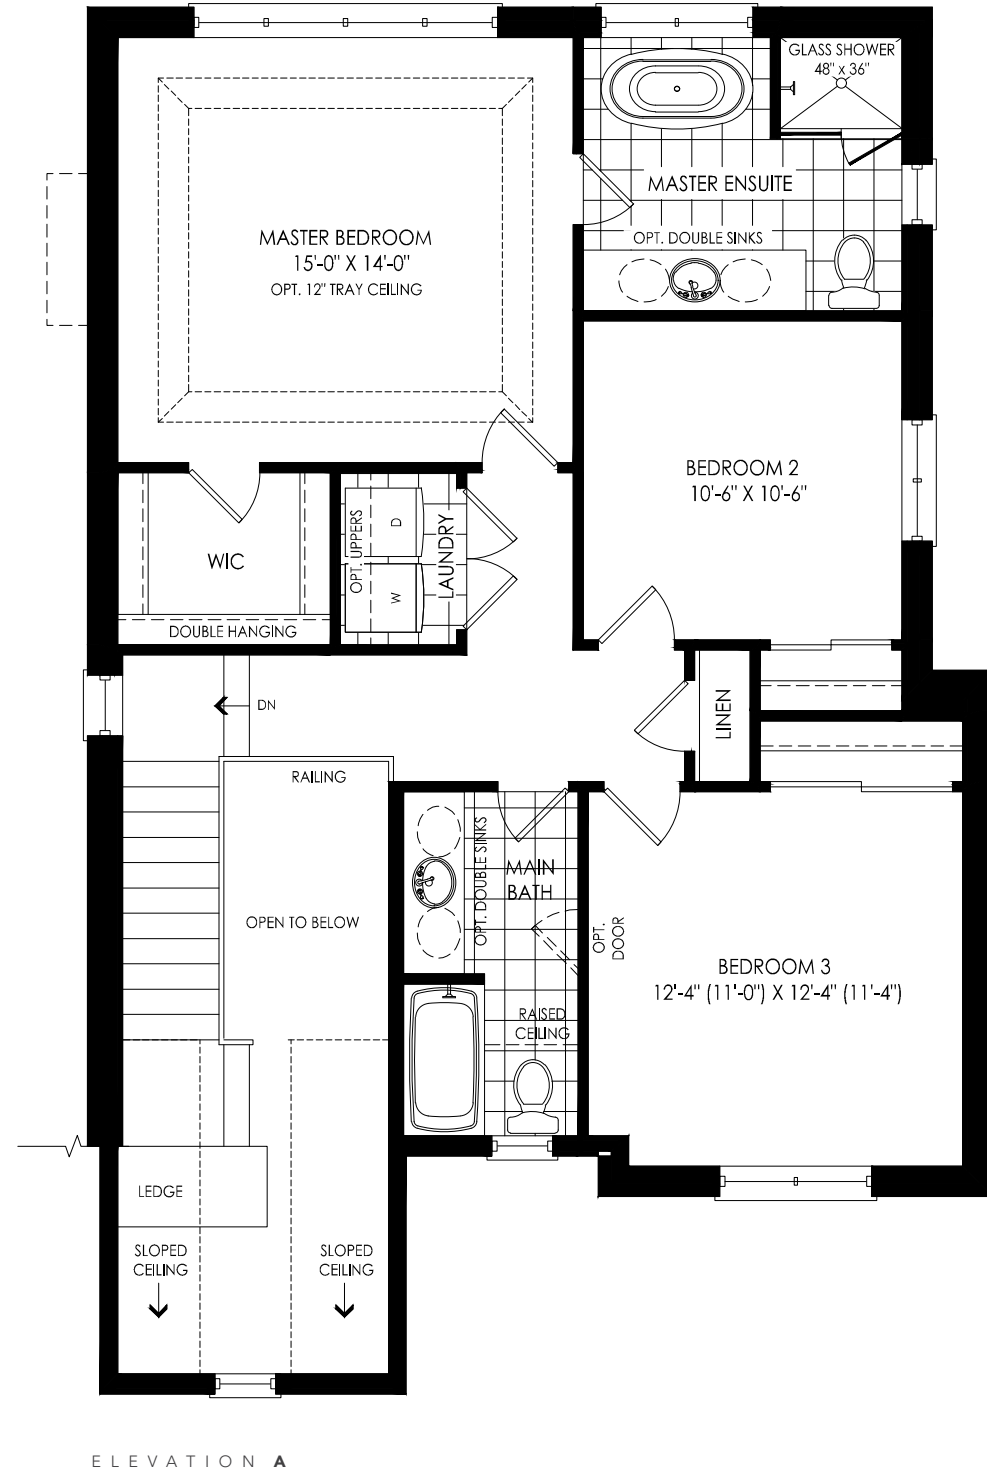 GLASS SHOWER
48" x 36"
MASTER ENSUITE
OPT. DOUBLE SINKS
MASTER BEDROOM
15'-0" X 14'-0"
OPT. 12" TRAY CEILING
BEDROOM 2
10'-6" X 10'-6"
WIC
DOUBLE HANGING
OPT. UPPERS
D
W
LAUNDRY
DN
LINEN
RAILING
OPEN TO BELOW
OPT. DOUBLE SINKS
MAIN
BATH
OPT.
DOOR
BEDROOM 3
12'-4" (11'-0") X 12'-4" (11'-4")
RAISED
CEILING
LEDGE
SLOPED
CEILING
SLOPED
CEILING
ELEVATION A